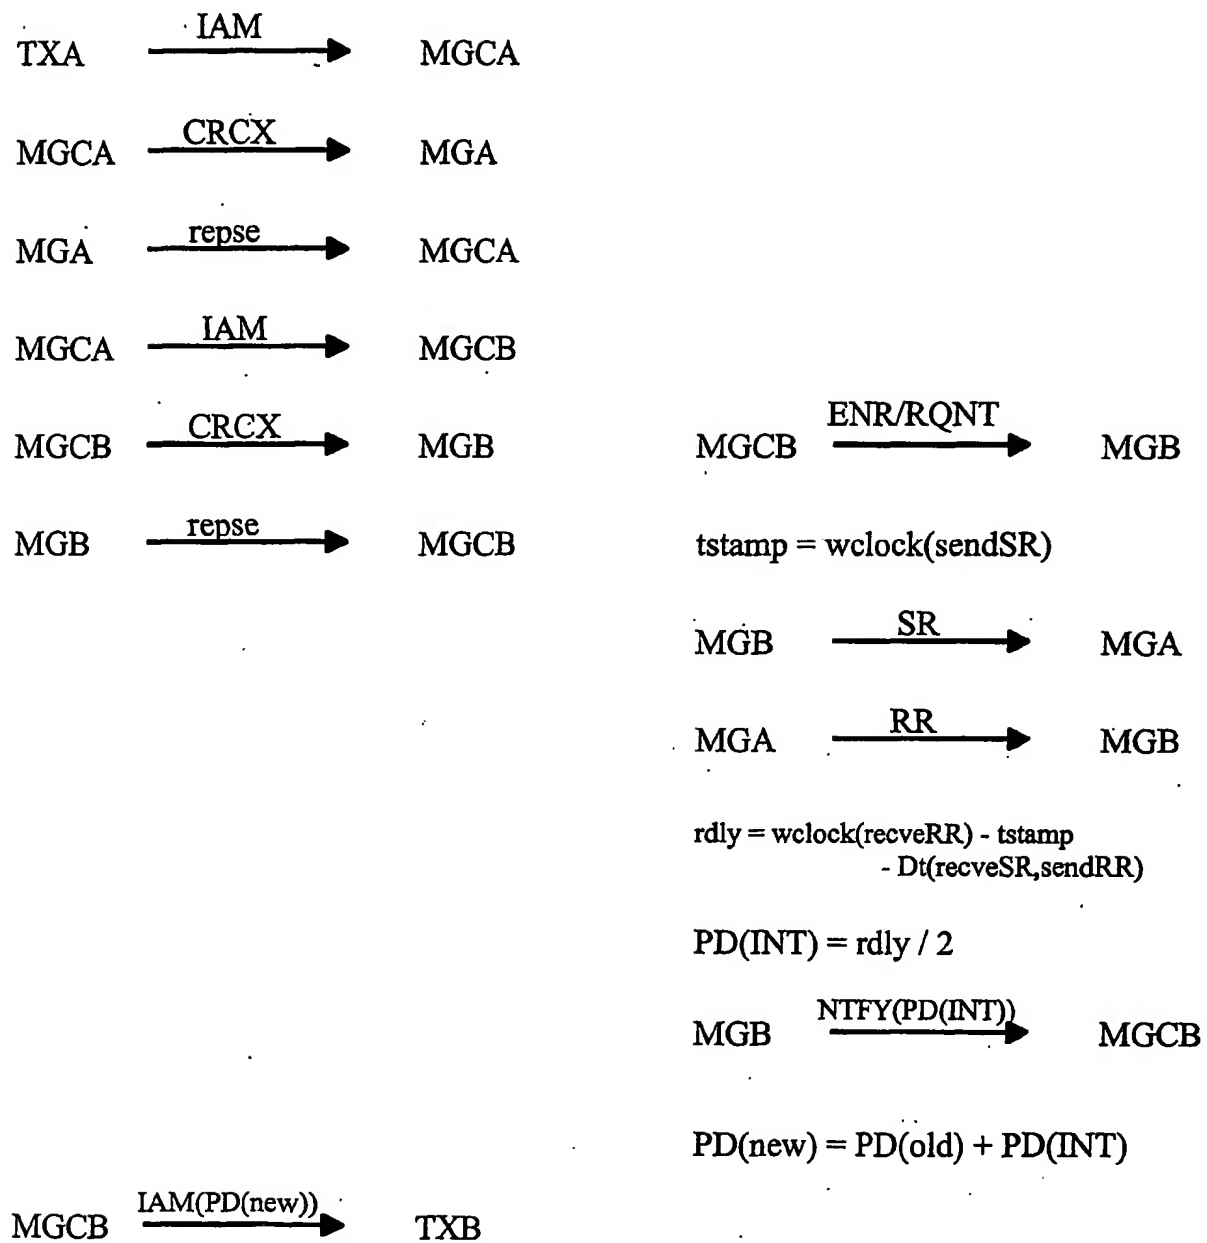 IAM
TXA MGCA
CRCX
MGCA MGA
repse
MGA MGCA
IAM
MGCA MGCB
CRCX
MGCB MGB
repse
MGB MGCB
ENR/RQNT
MGCB MGB
tstamp = wclock(sendSR)
SR
MGB MGA
RR
MGA MGB
rdly = wclock(recveRR) - tstamp
- Dt(recveSR,sendRR)
PD(INT) = rdly / 2
NTFY(PD(INT))
MGB MGCB
PD(new) = PD(old) + PD(INT)
IAM(PD(new))
MGCB TXB